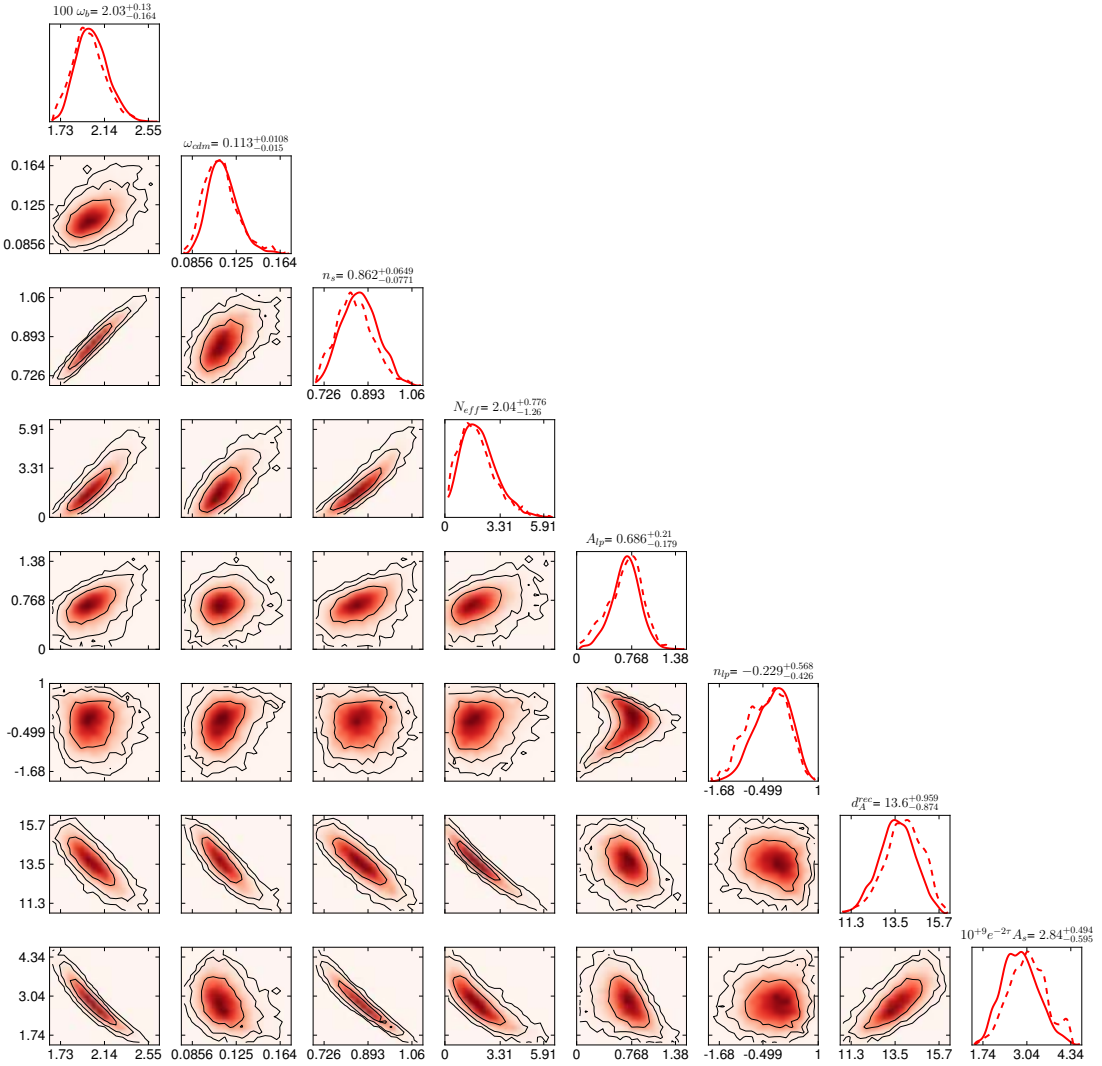 100 ω_b= 2.03^{+0.13}_{-0.164}
1.73 2.14 2.55
ω_{cdm}= 0.113^{+0.0108}_{-0.015}
0.164
0.125
0.0856
0.0856 0.125 0.164
n_s= 0.862^{+0.0649}_{-0.0771}
1.06
0.893
0.726
0.726 0.893 1.06
N_{eff}= 2.04^{+0.776}_{-1.26}
5.91
3.31
0
0 3.31 5.91
A_{lp}= 0.686^{+0.21}_{-0.179}
1.38
0.768
0
0 0.768 1.38
n_{lp}= −0.229^{+0.568}_{-0.426}
1
-0.499
-1.68
-1.68 -0.499 1
d_A^{rec}= 13.6^{+0.959}_{-0.874}
15.7
13.5
11.3
11.3 13.5 15.7
10^{+9}e^{-2τ}A_s= 2.84^{+0.494}_{-0.595}
4.34
3.04
1.74
1.73 2.14 2.55 0.0856 0.125 0.164 0.726 0.893 1.06 0 3.31 5.91 0 0.768 1.38 -1.68 -0.499 1 11.3 13.5 15.7 1.74 3.04 4.34